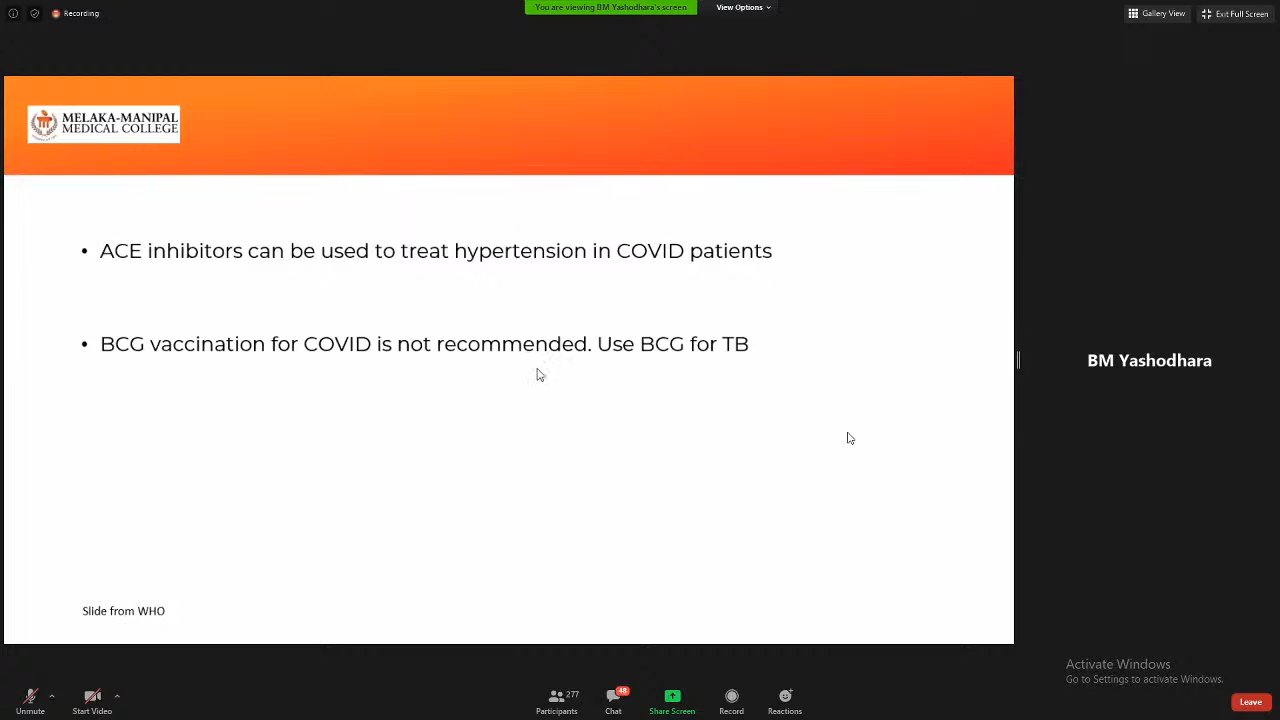 Recording
You are viewing BM Yashodhara's screen
View Options
Gallery View
Exit Full Screen
MELAKA-MANIPAL
MEDICAL COLLEGE
• ACE inhibitors can be used to treat hypertension in COVID patients
• BCG vaccination for COVID is not recommended. Use BCG for TB
BM Yashodhara
Slide from WHO
Activate Windows
Go to Settings to activate Windows.
Unmute
Start Video
277
Participants
48
Chat
Share Screen
Record
Reactions
Leave